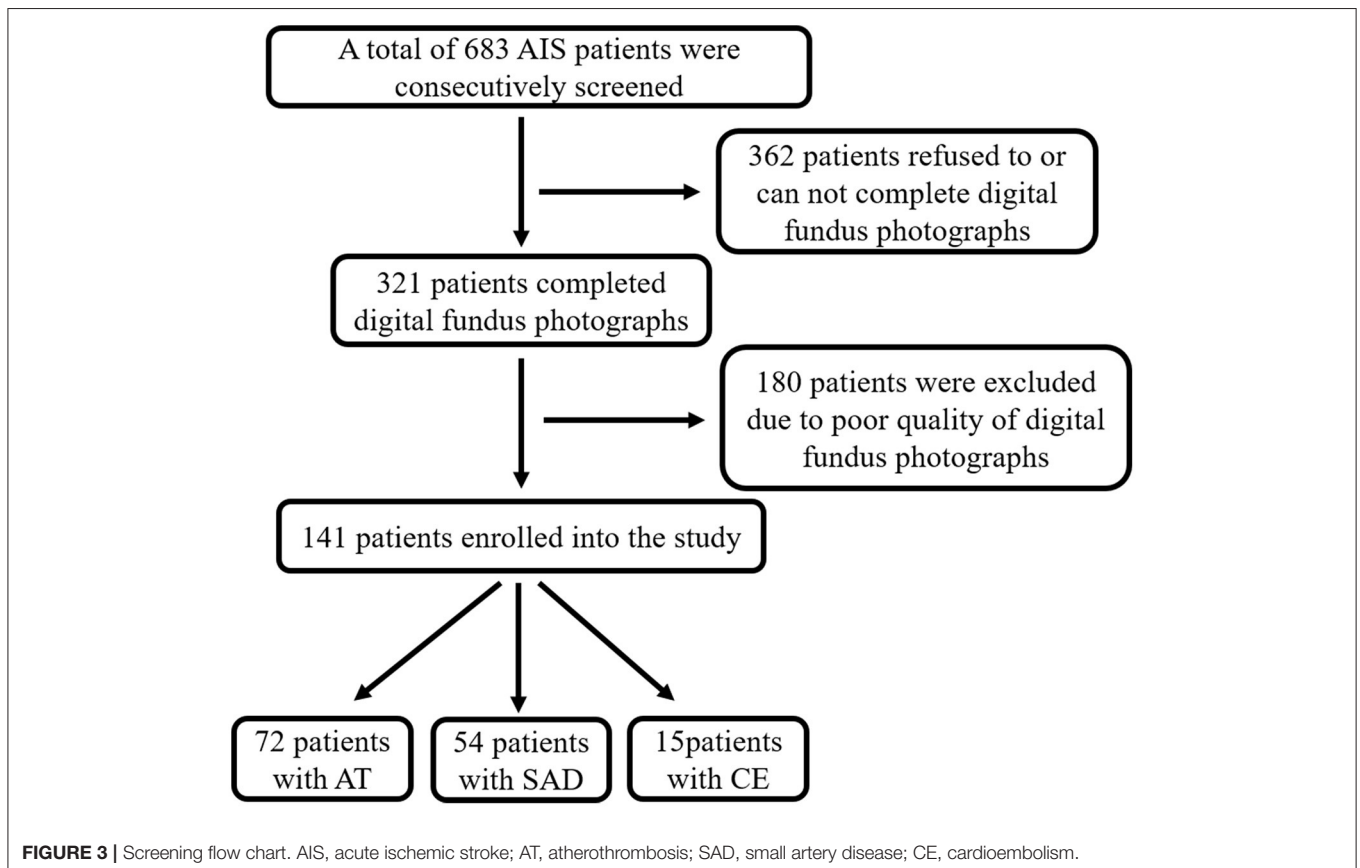 A total of 683 AIS patients were
consecutively screened
362 patients refused to or
can not complete digital
fundus photographs
321 patients completed
digital fundus photographs
180 patients were excluded
due to poor quality of digital
fundus photographs
141 patients enrolled into the study
72 patients
with AT
54 patients
with SAD
15patients
with CE
FIGURE 3 | Screening flow chart. AIS, acute ischemic stroke; AT, atherothrombosis; SAD, small artery disease; CE, cardioembolism.